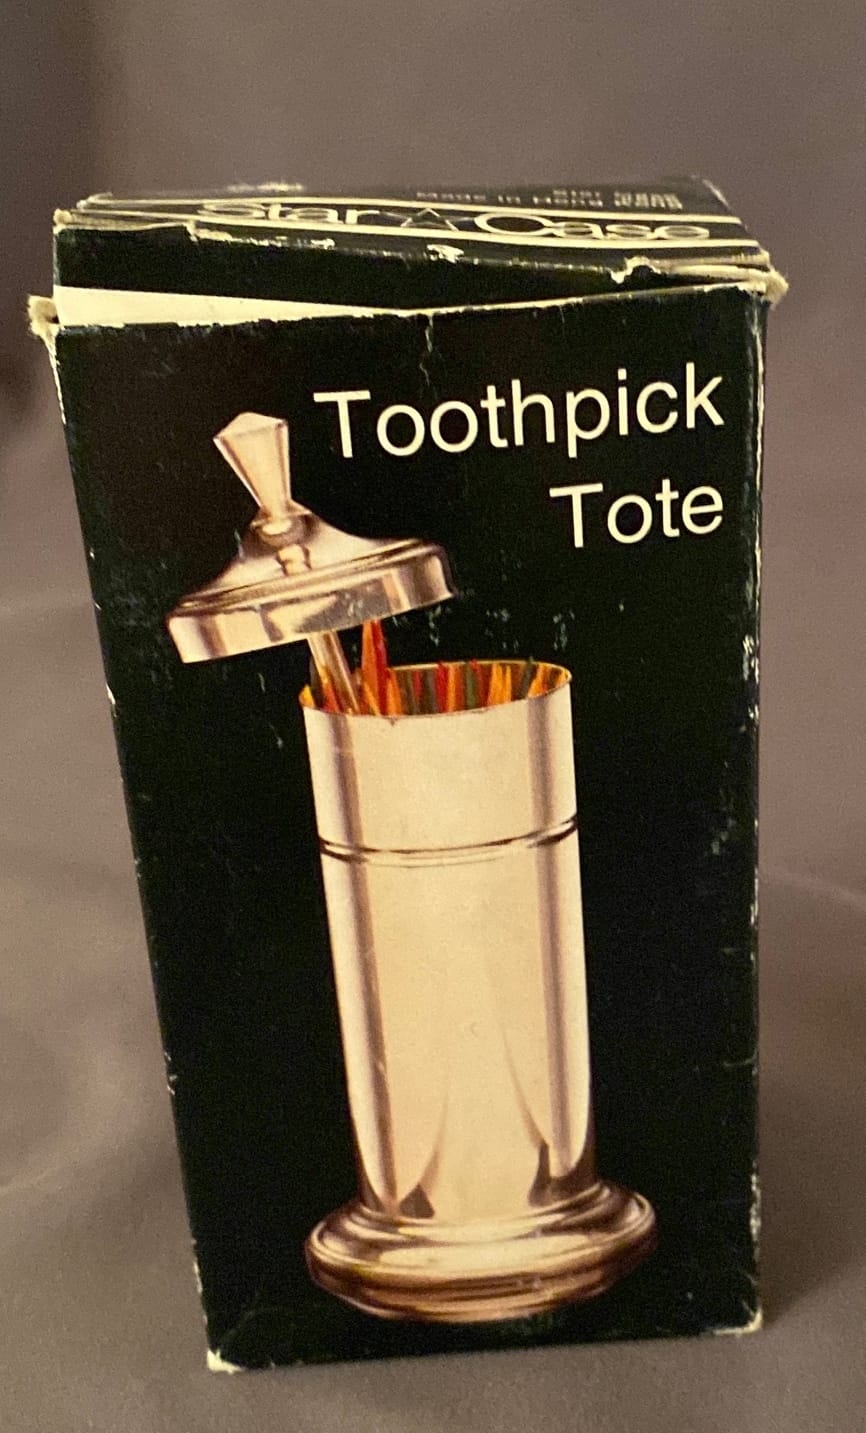 Made in Hong Kong
Star Case
Toothpick
Tote